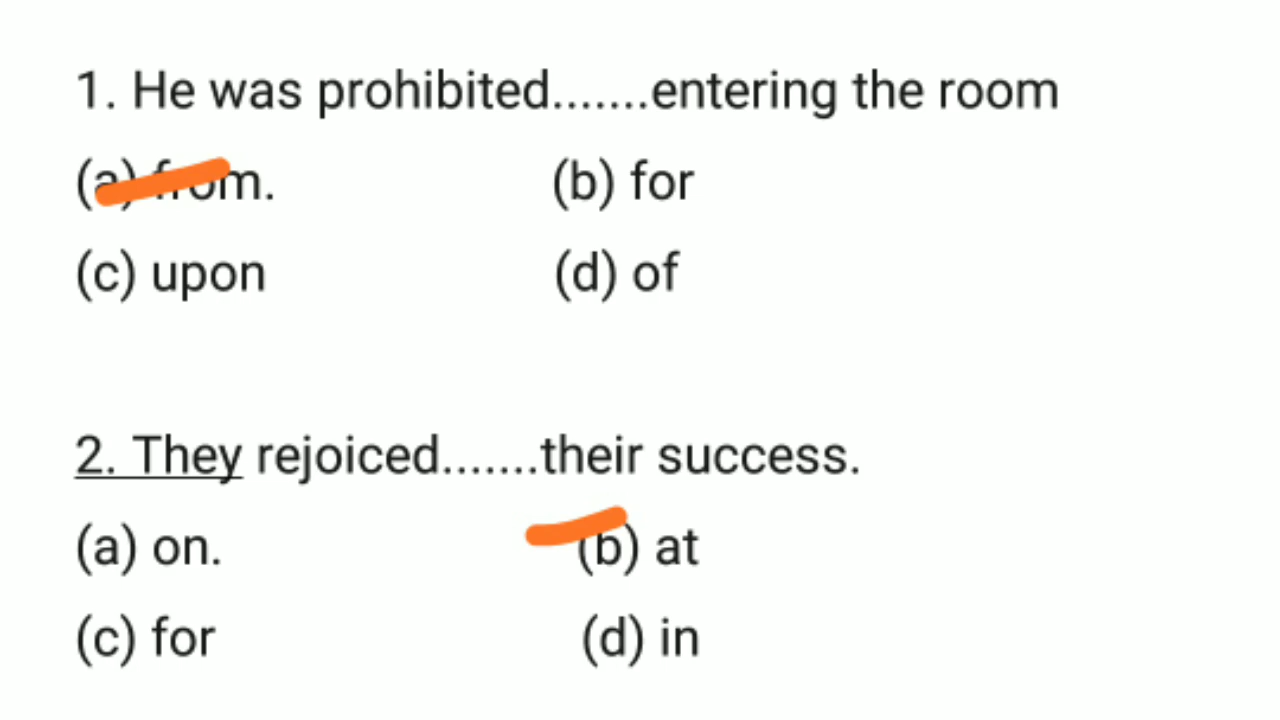 1. He was prohibited.......entering the room
(a) from. (b) for
(c) upon (d) of
2. They rejoiced.......their success.
(a) on. (b) at
(c) for (d) in